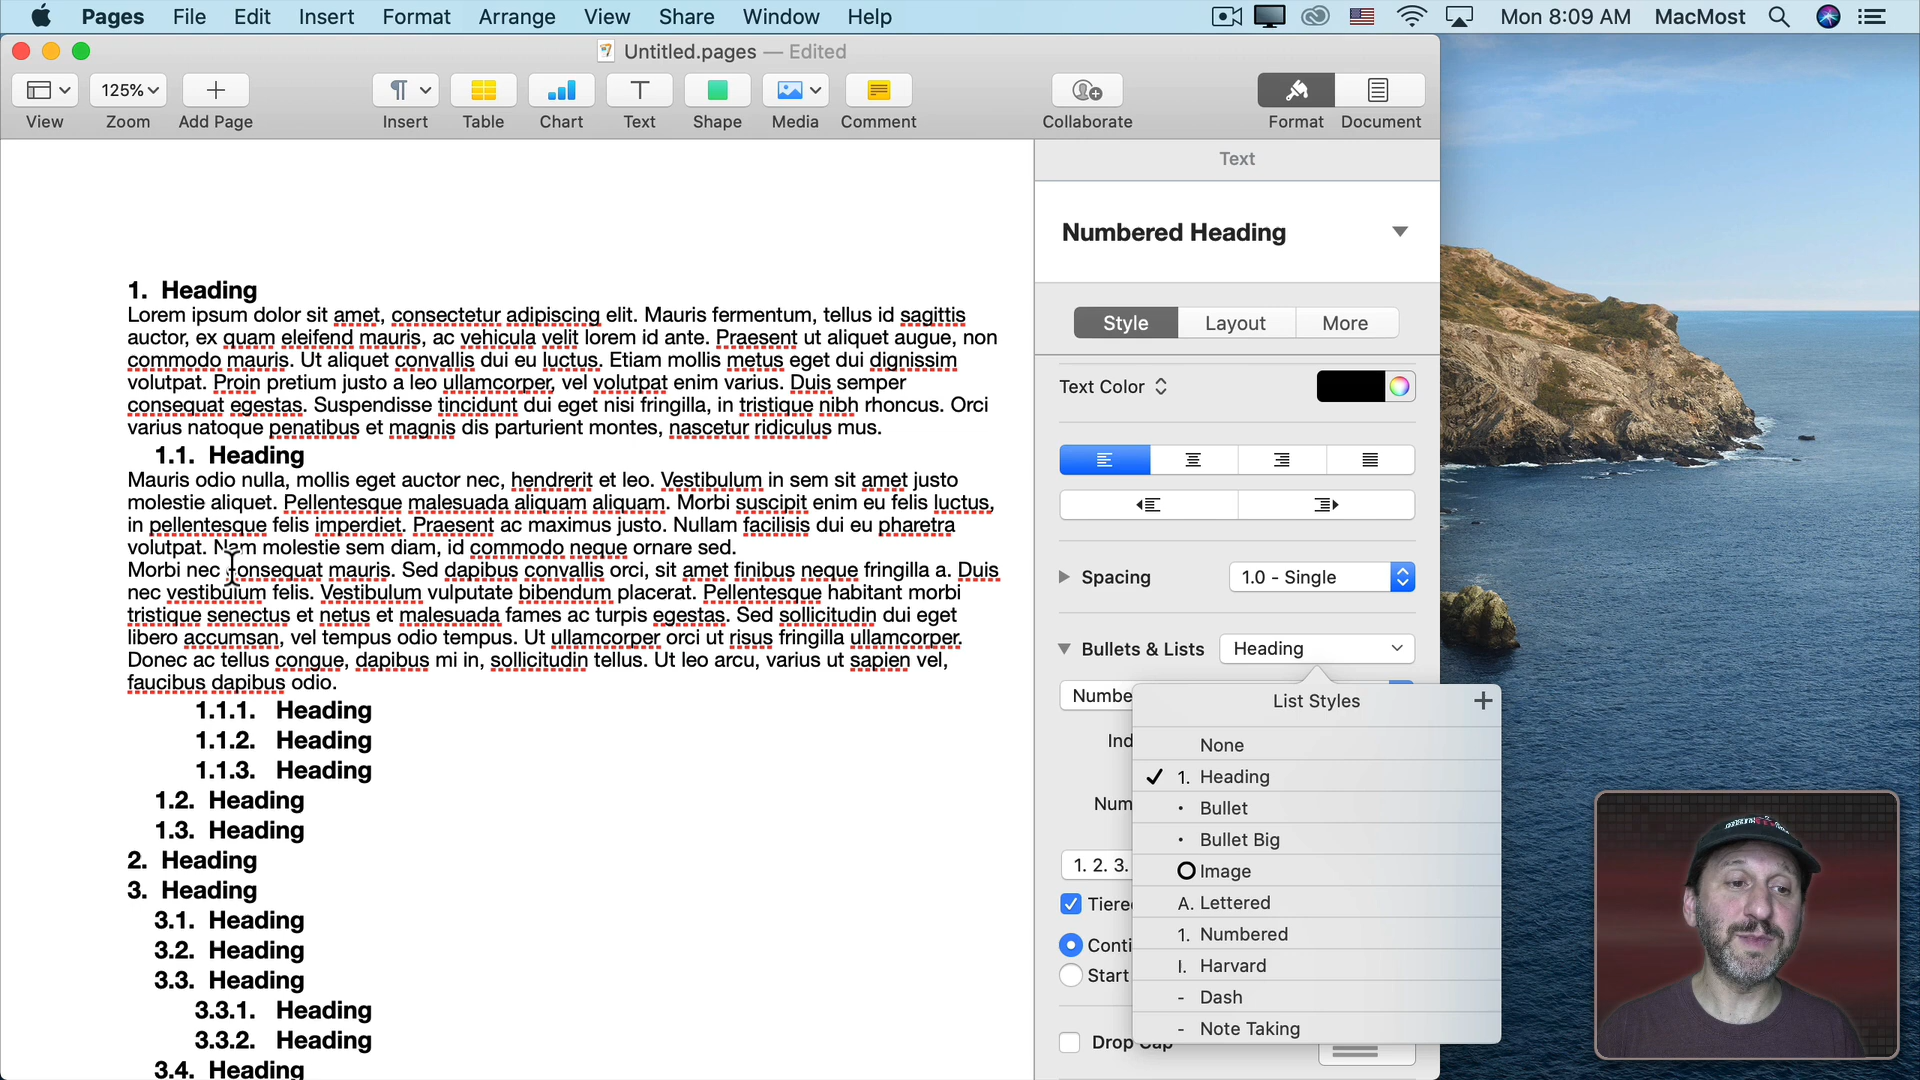 Pages File Edit Insert Format Arrange View Share Window Help Mon 8:09 AM MacMost
Untitled.pages — Edited
125%
View Zoom Add Page Insert Table Chart Text Shape Media Comment Collaborate Format Document
Text
Numbered Heading
Style Layout More
Text Color
Spacing 1.0 - Single
Bullets & Lists Heading
Numbe
List Styles
Ind
None
1. Heading
• Bullet
Num
• Bullet Big
1. 2. 3.
Image
Tiere
A. Lettered
1. Numbered
Conti
I. Harvard
Start
- Dash
- Note Taking
Drop Cap
1. Heading
Lorem ipsum dolor sit amet, consectetur adipiscing elit. Mauris fermentum, tellus id sagittis
auctor, ex quam eleifend mauris, ac vehicula velit lorem id ante. Praesent ut aliquet augue, non
commodo mauris. Ut aliquet convallis dui eu luctus. Etiam mollis metus eget dui dignissim
volutpat. Proin pretium justo a leo ullamcorper, vel volutpat enim varius. Duis semper
consequat egestas. Suspendisse tincidunt dui eget nisi fringilla, in tristique nibh rhoncus. Orci
varius natoque penatibus et magnis dis parturient montes, nascetur ridiculus mus.
1.1. Heading
Mauris odio nulla, mollis eget auctor nec, hendrerit et leo. Vestibulum in sem sit amet justo
molestie aliquet. Pellentesque malesuada aliquam aliquam. Morbi suscipit enim eu felis luctus,
in pellentesque felis imperdiet. Praesent ac maximus justo. Nullam facilisis dui eu pharetra
volutpat. Nam molestie sem diam, id commodo neque ornare sed.
Morbi nec consequat mauris. Sed dapibus convallis orci, sit amet finibus neque fringilla a. Duis
nec vestibulum felis. Vestibulum vulputate bibendum placerat. Pellentesque habitant morbi
tristique senectus et netus et malesuada fames ac turpis egestas. Sed sollicitudin dui eget
libero accumsan, vel tempus odio tempus. Ut ullamcorper orci ut risus fringilla ullamcorper.
Donec ac tellus congue, dapibus mi in, sollicitudin tellus. Ut leo arcu, varius ut sapien vel,
faucibus dapibus odio.
1.1.1. Heading
1.1.2. Heading
1.1.3. Heading
1.2. Heading
1.3. Heading
2. Heading
3. Heading
3.1. Heading
3.2. Heading
3.3. Heading
3.3.1. Heading
3.3.2. Heading
3.4. Heading